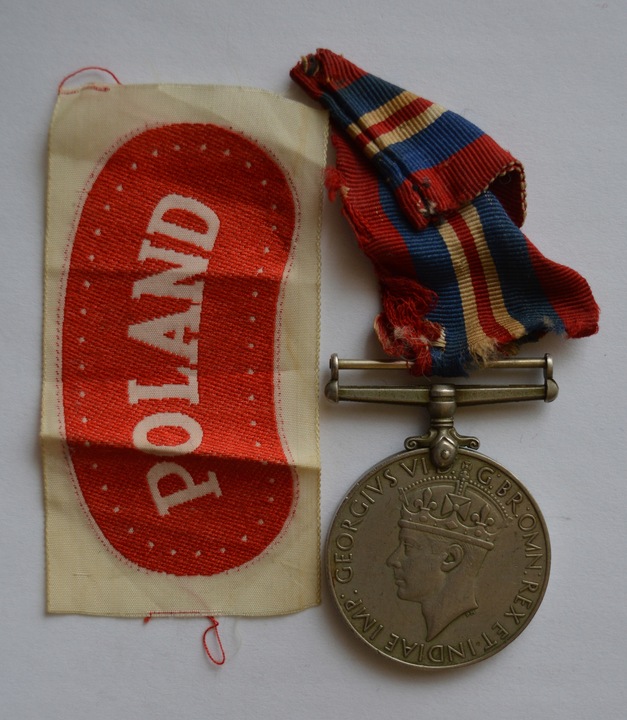 POLAND
GEORGIVS VI D:G:BR:OMN:REX ET·INDIAE IMP·